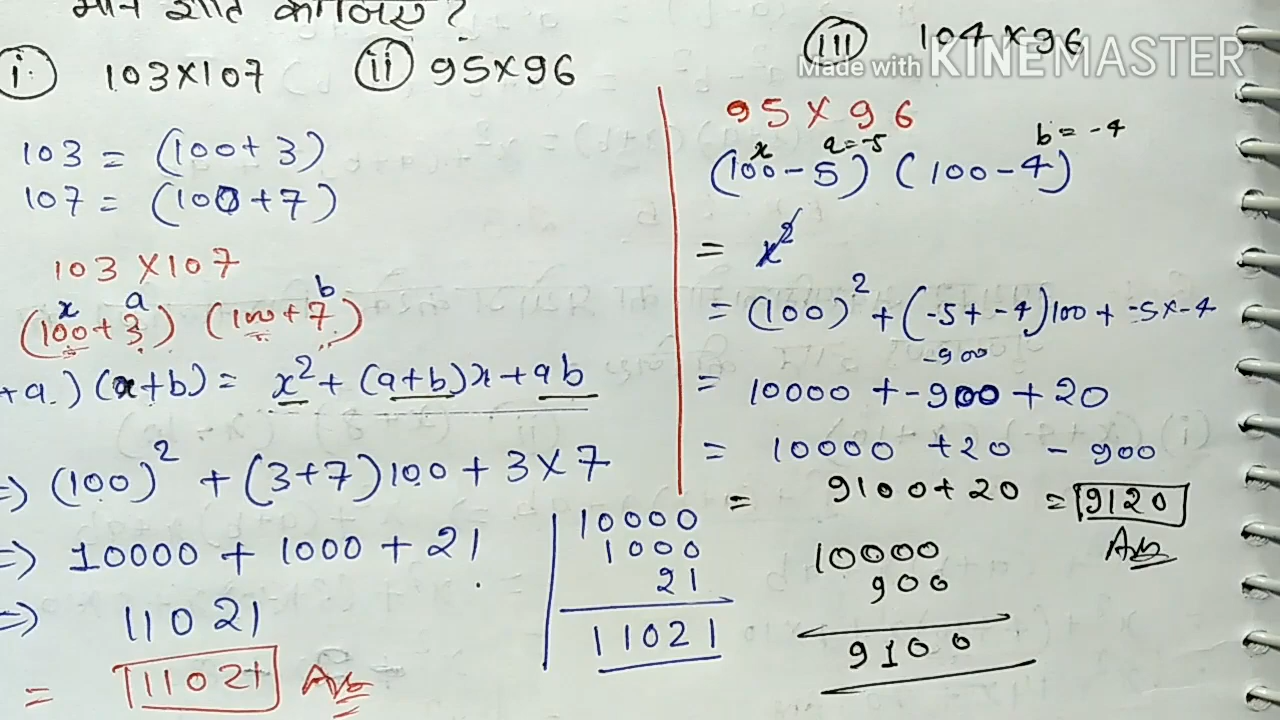 मान ज्ञात कीजिए ?
(i) 103×107 (ii) 95×96 (iii) 104×96
Made with KINEMASTER
103 = (100+3)
107 = (100+7)
103×107
x a b
(100+3) (100+7)
+a) (x+b) = x²+(a+b)x+ab
⇒ (100)² + (3+7)100 + 3×7
⇒ 10000 + 1000 + 21
⇒ 11021
= 11021 Ans
10000
1000
21
11021
95×96
x a=-5 b=-4
(100-5) (100-4)
= x²
= (100)² + (-5+-4)100 + -5×-4
-900
= 10000 + -900 + 20
= 10000 +20 - 900
= 9100+20 = 9120
Ans
10000
900
9100